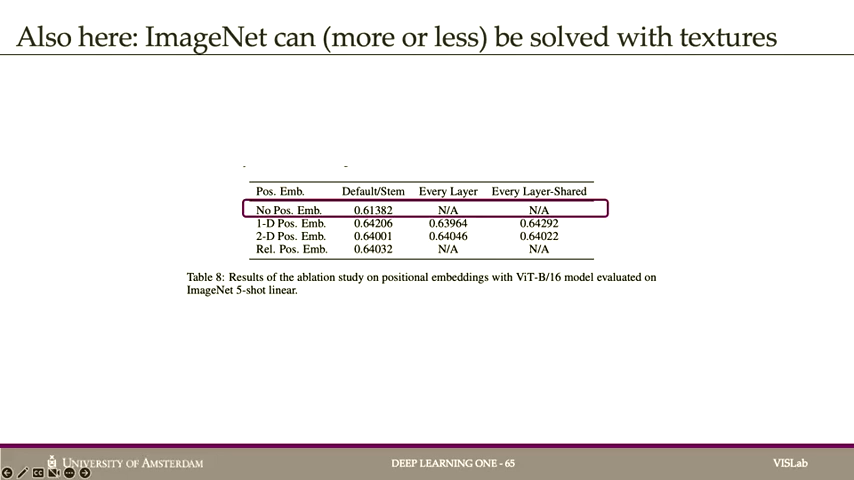 Also here: ImageNet can (more or less) be solved with textures
Pos. Emb. Default/Stem Every Layer Every Layer-Shared
No Pos. Emb. 0.61382 N/A N/A
1-D Pos. Emb. 0.64206 0.63964 0.64292
2-D Pos. Emb. 0.64001 0.64046 0.64022
Rel. Pos. Emb. 0.64032 N/A N/A
Table 8: Results of the ablation study on positional embeddings with ViT-B/16 model evaluated on
ImageNet 5-shot linear.
UNIVERSITY OF AMSTERDAM DEEP LEARNING ONE - 65 VISLab